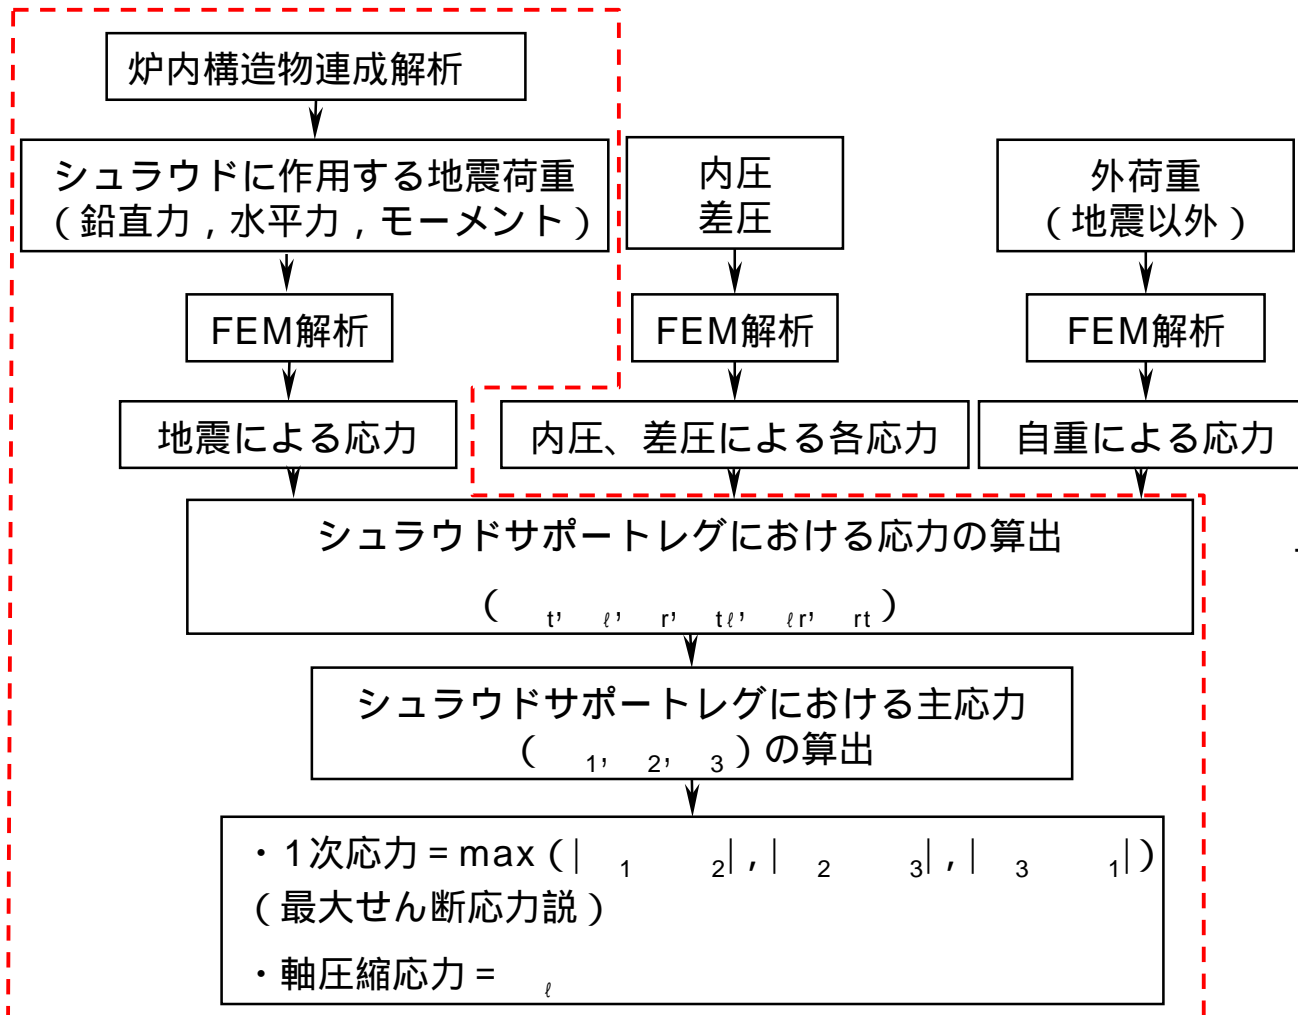 炉内構造物連成解析
シュラウドに作用する地震荷重
（鉛直力，水平力，モーメント）
内圧
差圧
外荷重
（地震以外）
FEM解析
FEM解析
FEM解析
地震による応力
内圧、差圧による各応力
自重による応力
シュラウドサポートレグにおける応力の算出
（ t, ℓ, r, tℓ, ℓr, rt）
シュラウドサポートレグにおける主応力
（ 1, 2, 3）の算出
・1次応力＝max（| 1 2|，| 2 3|，| 3 1|）
（最大せん断応力説）
・軸圧縮応力＝ ℓ